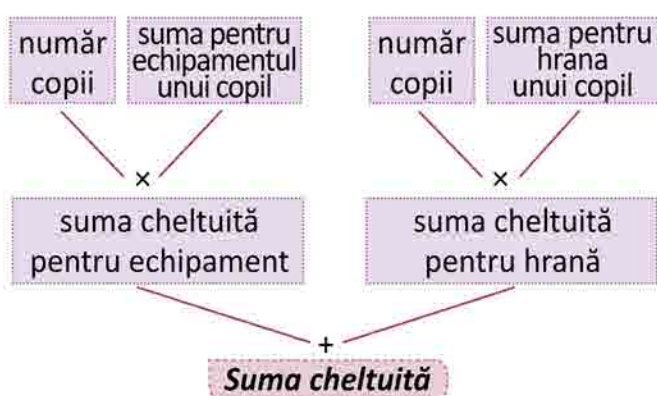 număr
copii
suma pentru
echipamentul
unui copil
număr
copii
suma pentru
hrana
unui copil
×
×
suma cheltuită
pentru echipament
suma cheltuită
pentru hrană
+
Suma cheltuită